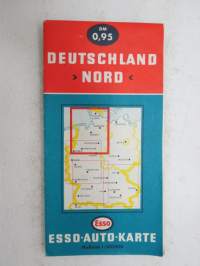 DM
0,95
DEUTSCHLAND
› NORD ‹
Esso
ESSO-AUTO-KARTE